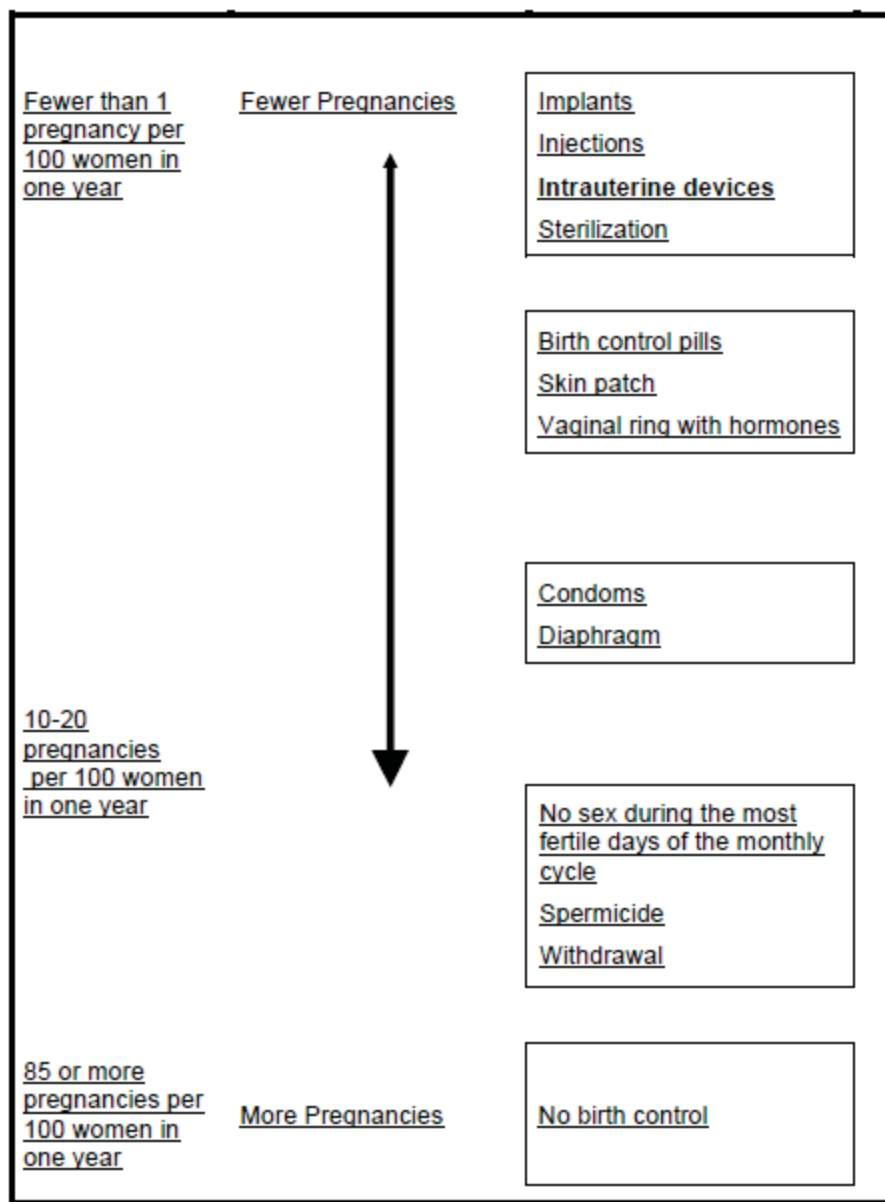 Fewer than 1
pregnancy per
100 women in
one year
Fewer Pregnancies
Implants
Injections
Intrauterine devices
Sterilization
Birth control pills
Skin patch
Vaginal ring with hormones
Condoms
Diaphragm
10-20
pregnancies
per 100 women
in one year
No sex during the most
fertile days of the monthly
cycle
Spermicide
Withdrawal
85 or more
pregnancies per
100 women in
one year
More Pregnancies
No birth control